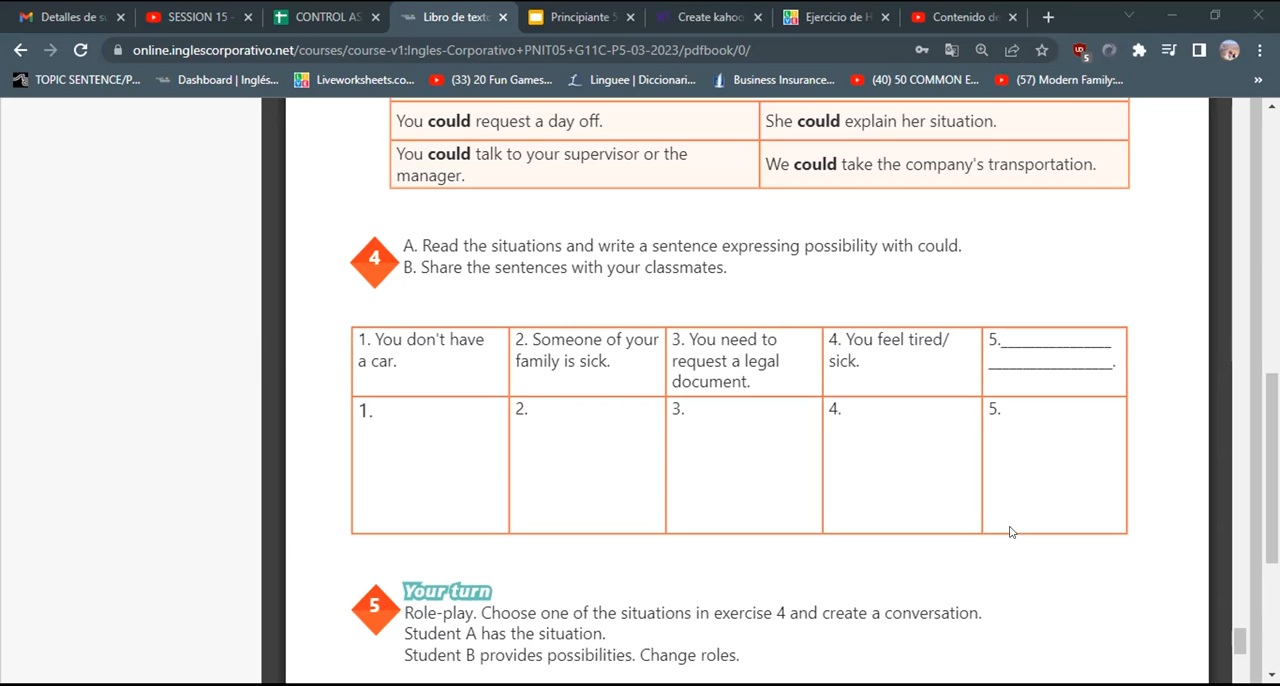 Detalles de su
SESSION 15 -
CONTROL AS
Libro de texto
Principiante 5
Create kahoo
Ejercicio de H
Contenido de
online.inglescorporativo.net/courses/course-v1:Ingles-Corporativo+PNIT05+G11C-P5-03-2023/pdfbook/0/
5
TOPIC SENTENCE/P...
Dashboard | Inglés...
Liveworksheets.co...
(33) 20 Fun Games...
Linguee | Diccionari...
Business Insurance...
(40) 50 COMMON E...
(57) Modern Family:...
»
You could request a day off.
She could explain her situation.
You could talk to your supervisor or the
manager.
We could take the company's transportation.
4
A. Read the situations and write a sentence expressing possibility with could.
B. Share the sentences with your classmates.
1. You don't have
a car.
2. Someone of your
family is sick.
3. You need to
request a legal
document.
4. You feel tired/
sick.
5._______________
_________________.
1.
2.
3.
4.
5.
5
Your turn
Role-play. Choose one of the situations in exercise 4 and create a conversation.
Student A has the situation.
Student B provides possibilities. Change roles.